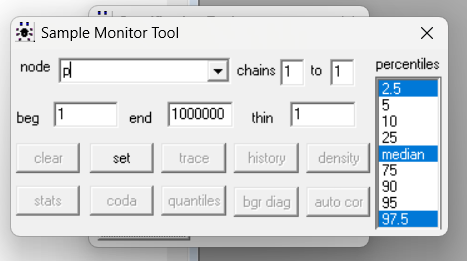 Sample Monitor Tool
node p chains 1 to 1 percentiles
beg 1 end 1000000 thin 1
clear set trace history density
stats coda quantiles bgr diag auto cor
2.5
5
10
25
median
75
90
95
97.5